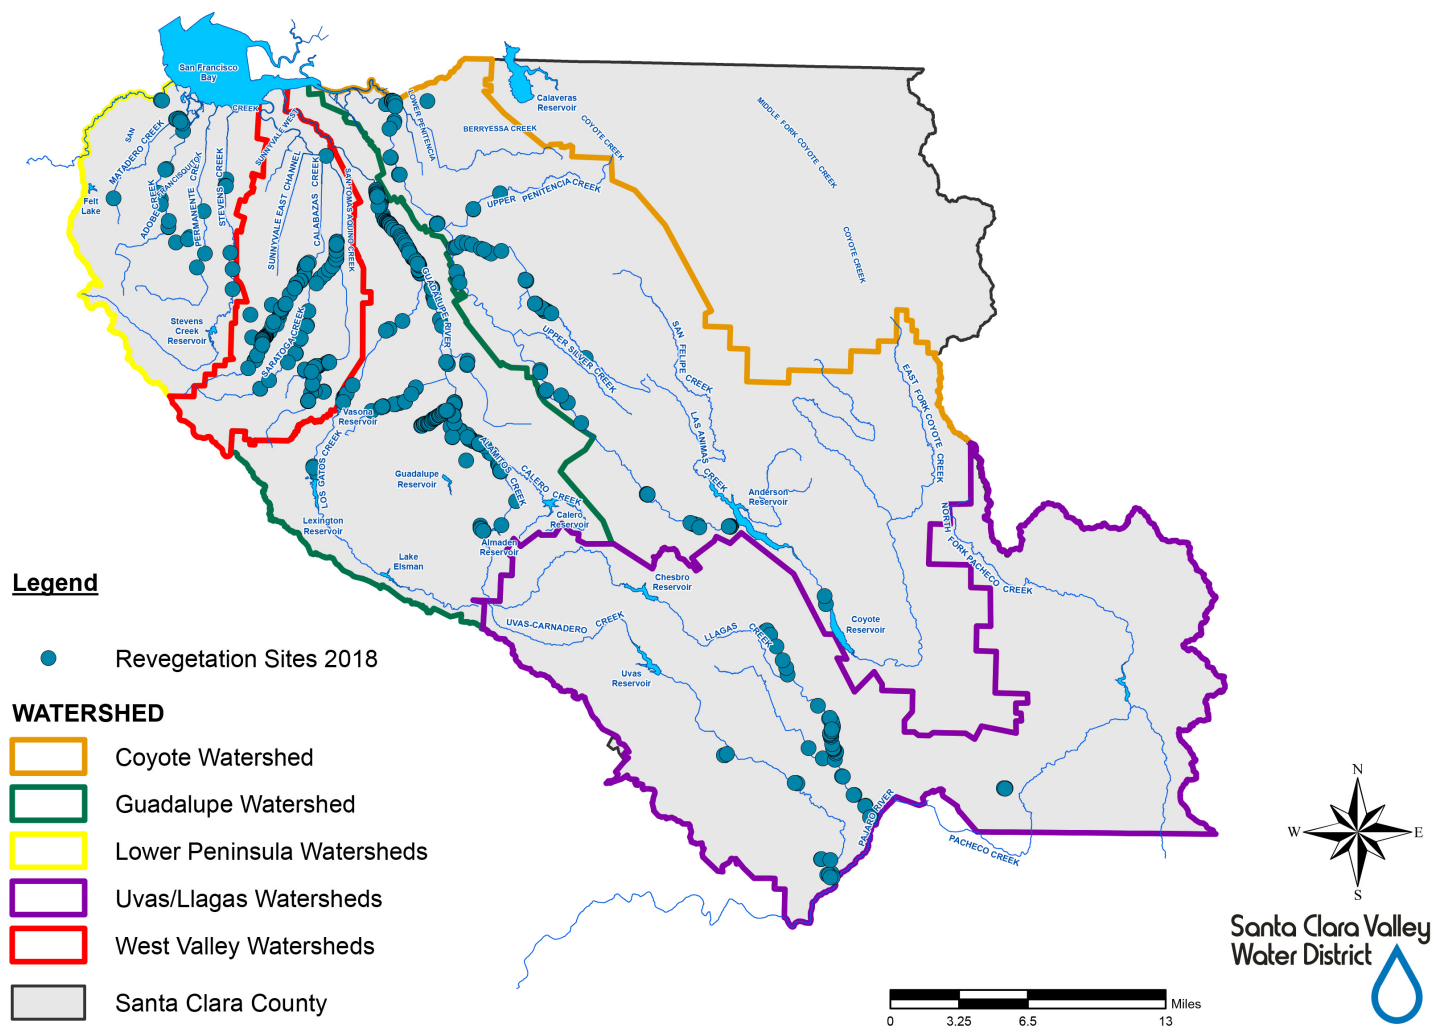 San Francisco
Bay
CREEK
SAN
FRANCISQUITO
MATADERO CREEK
ADOBE CREEK
PERMANENTE CREEK
STEVENS CREEK
Felt
Lake
Stevens
Creek
Reservoir
SUNNYVALE WEST
SUNNYVALE EAST CHANNEL
CALABAZAS CREEK
SAN TOMAS AQUINO CREEK
SARATOGA CREEK
GUADALUPE RIVER
LOWER PENITENCIA
BERRYESSA CREEK
COYOTE CREEK
UPPER PENITENCIA CREEK
Calaveras
Reservoir
MIDDLE FORK COYOTE CREEK
COYOTE CREEK
UPPER SILVER CREEK
SAN FELIPE
CREEK
LAS ANIMAS
CREEK
EAST FORK COYOTE CREEK
Vasona
Reservoir
LOS GATOS CREEK
Guadalupe
Reservoir
ALAMITOS CREEK
CALERO CREEK
Calero
Reservoir
Almaden
Reservoir
Lexington
Reservoir
Lake
Elsman
Anderson
Reservoir
NORTH FORK PACHECO CREEK
Chesbro
Reservoir
UVAS-CARNADERO CREEK
LLAGAS CREEK
Coyote
Reservoir
Uvas
Reservoir
PAJARO RIVER
PACHECO CREEK
Legend
Revegetation Sites 2018
WATERSHED
Coyote Watershed
Guadalupe Watershed
Lower Peninsula Watersheds
Uvas/Llagas Watersheds
West Valley Watersheds
Santa Clara County
N
W
E
S
Santa Clara Valley
Water District
Miles
0 3.25 6.5 13